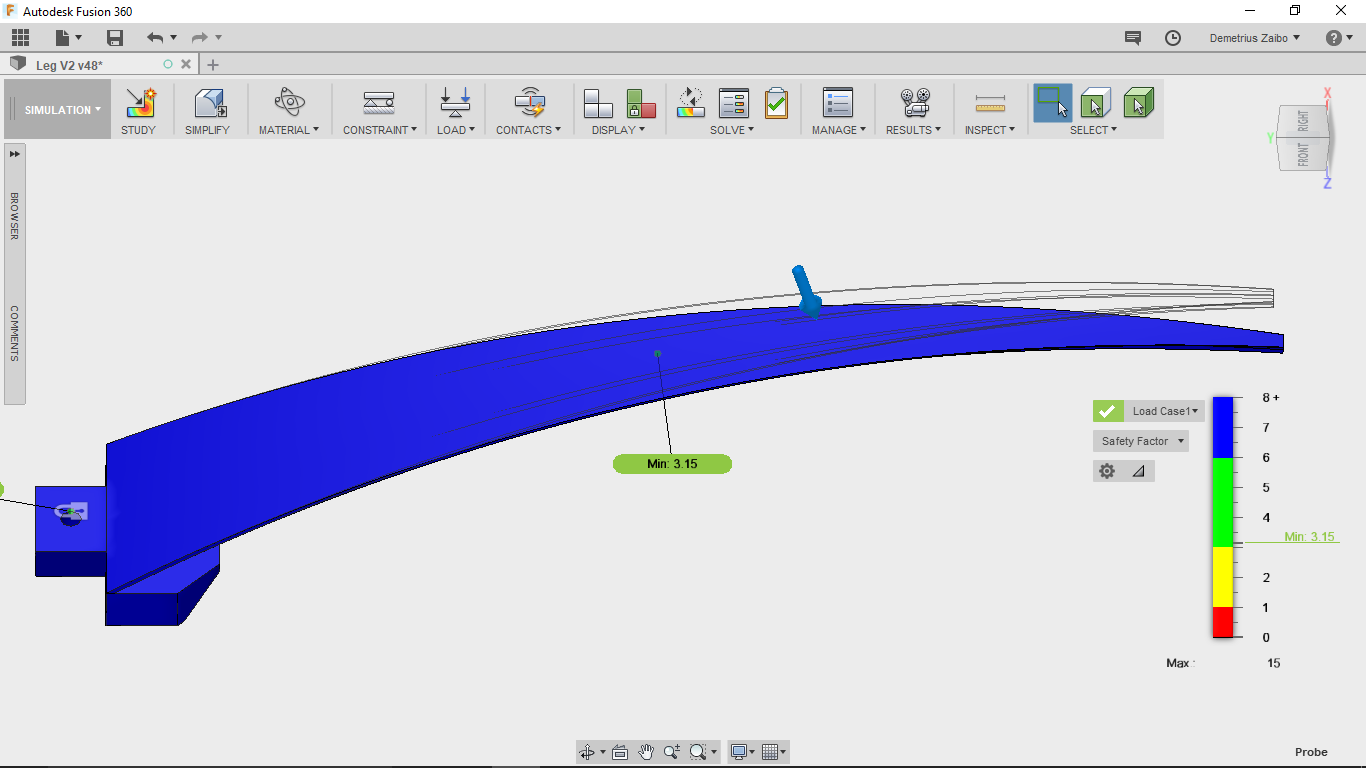 Autodesk Fusion 360
Demetrius Zaibo
Leg V2 v48*
SIMULATION
STUDY
SIMPLIFY
MATERIAL
CONSTRAINT
LOAD
CONTACTS
DISPLAY
SOLVE
MANAGE
RESULTS
INSPECT
SELECT
BROWSER
COMMENTS
X
Y
RIGHT
FRONT
Z
8 +
Load Case1
7
Safety Factor
6
Min: 3.15
5
4
Min: 3.15
2
1
0
Max :
15
Probe